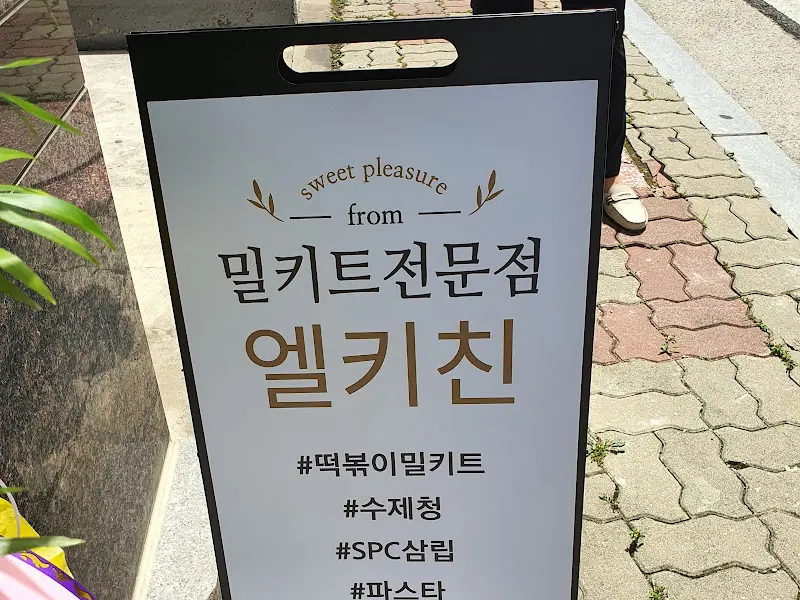 sweet pleasure
from
밀키트전문점
엘키친
#떡볶이밀키트
#수제청
#SPC삼립
#파스타